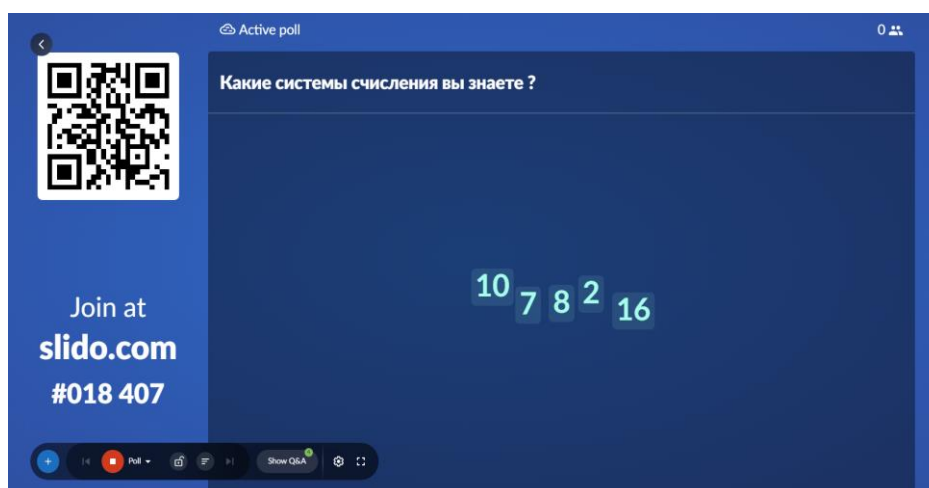 Active poll
0
Какие системы счисления вы знаете ?
10 7 8 2 16
Join at
slido.com
#018 407
Poll
Show Q&A